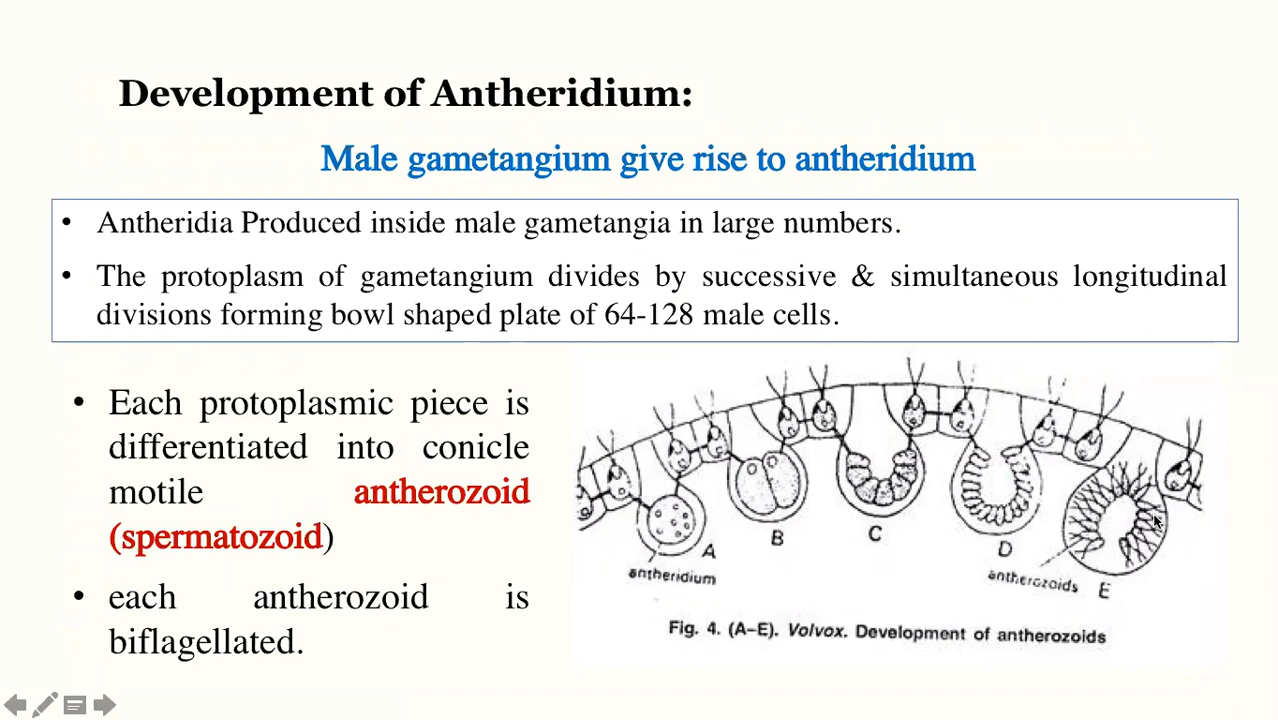 Development of Antheridium:
Male gametangium give rise to antheridium
• Antheridia Produced inside male gametangia in large numbers.
• The protoplasm of gametangium divides by successive & simultaneous longitudinal
divisions forming bowl shaped plate of 64-128 male cells.
• Each protoplasmic piece is
differentiated into conicle
motile antherozoid
(spermatozoid)
• each antherozoid is
biflagellated.
A
B
C
D
E
antheridium
antherozoids
Fig. 4. (A–E). Volvox. Development of antherozoids